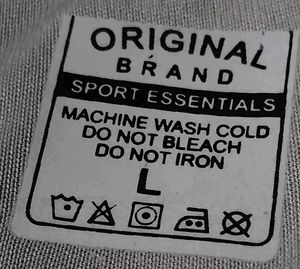 ORIGINAL
BRAND
SPORT ESSENTIALS
MACHINE WASH COLD
DO NOT BLEACH
DO NOT IRON
L